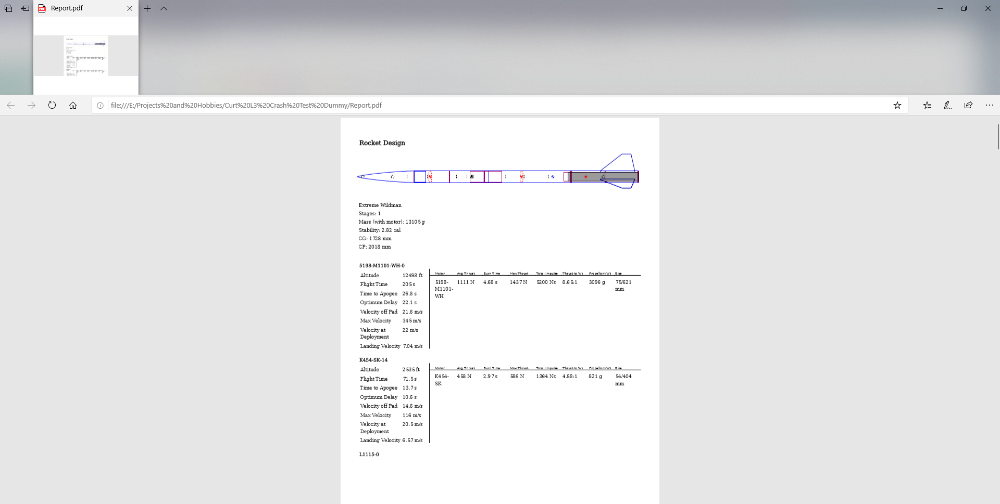 Report.pdf
file:///E:/Projects%20and%20Hobbies/Curt%20L3%20Crash%20Test%20Dummy/Report.pdf
Rocket Design
Extreme Wildman
Stages: 1
Mass (with motor): 13105 g
Stability: 2.82 cal
CG: 1728 mm
CP: 2018 mm
5198-M1101-WH-0
Altitude 12498 ft
Flight Time 205 s
Time to Apogee 26.8 s
Optimum Delay 22.1 s
Velocity off Pad 21.6 m/s
Max Velocity 345 m/s
Velocity at 22 m/s
Deployment
Landing Velocity 7.04 m/s
Motor Avg Thrust Burn Time Max Thrust Total Impulse Thrust to Wt Propellant Wt Size
5198- 1111 N 4.68 s 1437 N 5200 Ns 8.65:1 3096 g 75/621
M1101- mm
WH
K454-SK-14
Altitude 2535 ft
Flight Time 71.5 s
Time to Apogee 13.7 s
Optimum Delay 10.6 s
Velocity off Pad 14.6 m/s
Max Velocity 116 m/s
Velocity at 20.5 m/s
Deployment
Landing Velocity 6.57 m/s
Motor Avg Thrust Burn Time Max Thrust Total Impulse Thrust to Wt Propellant Wt Size
K454- 458 N 2.97 s 586 N 1364 Ns 4.88:1 821 g 54/404
SK mm
L1115-0